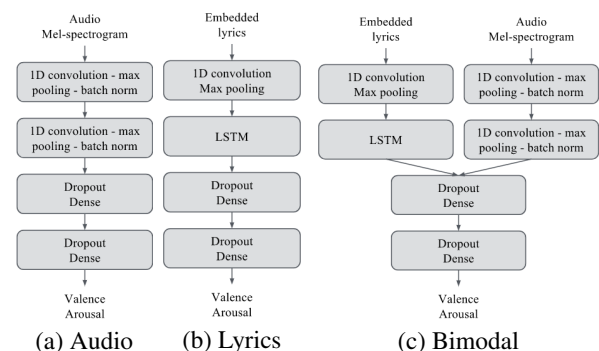 Audio
Mel-spectrogram
1D convolution - max
pooling - batch norm
1D convolution - max
pooling - batch norm
Dropout
Dense
Dropout
Dense
Valence
Arousal
(a) Audio
Embedded
lyrics
1D convolution
Max pooling
LSTM
Dropout
Dense
Dropout
Dense
Valence
Arousal
(b) Lyrics
Embedded
lyrics
Audio
Mel-spectrogram
1D convolution
Max pooling
1D convolution - max
pooling - batch norm
LSTM
1D convolution - max
pooling - batch norm
Dropout
Dense
Dropout
Dense
Valence
Arousal
(c) Bimodal